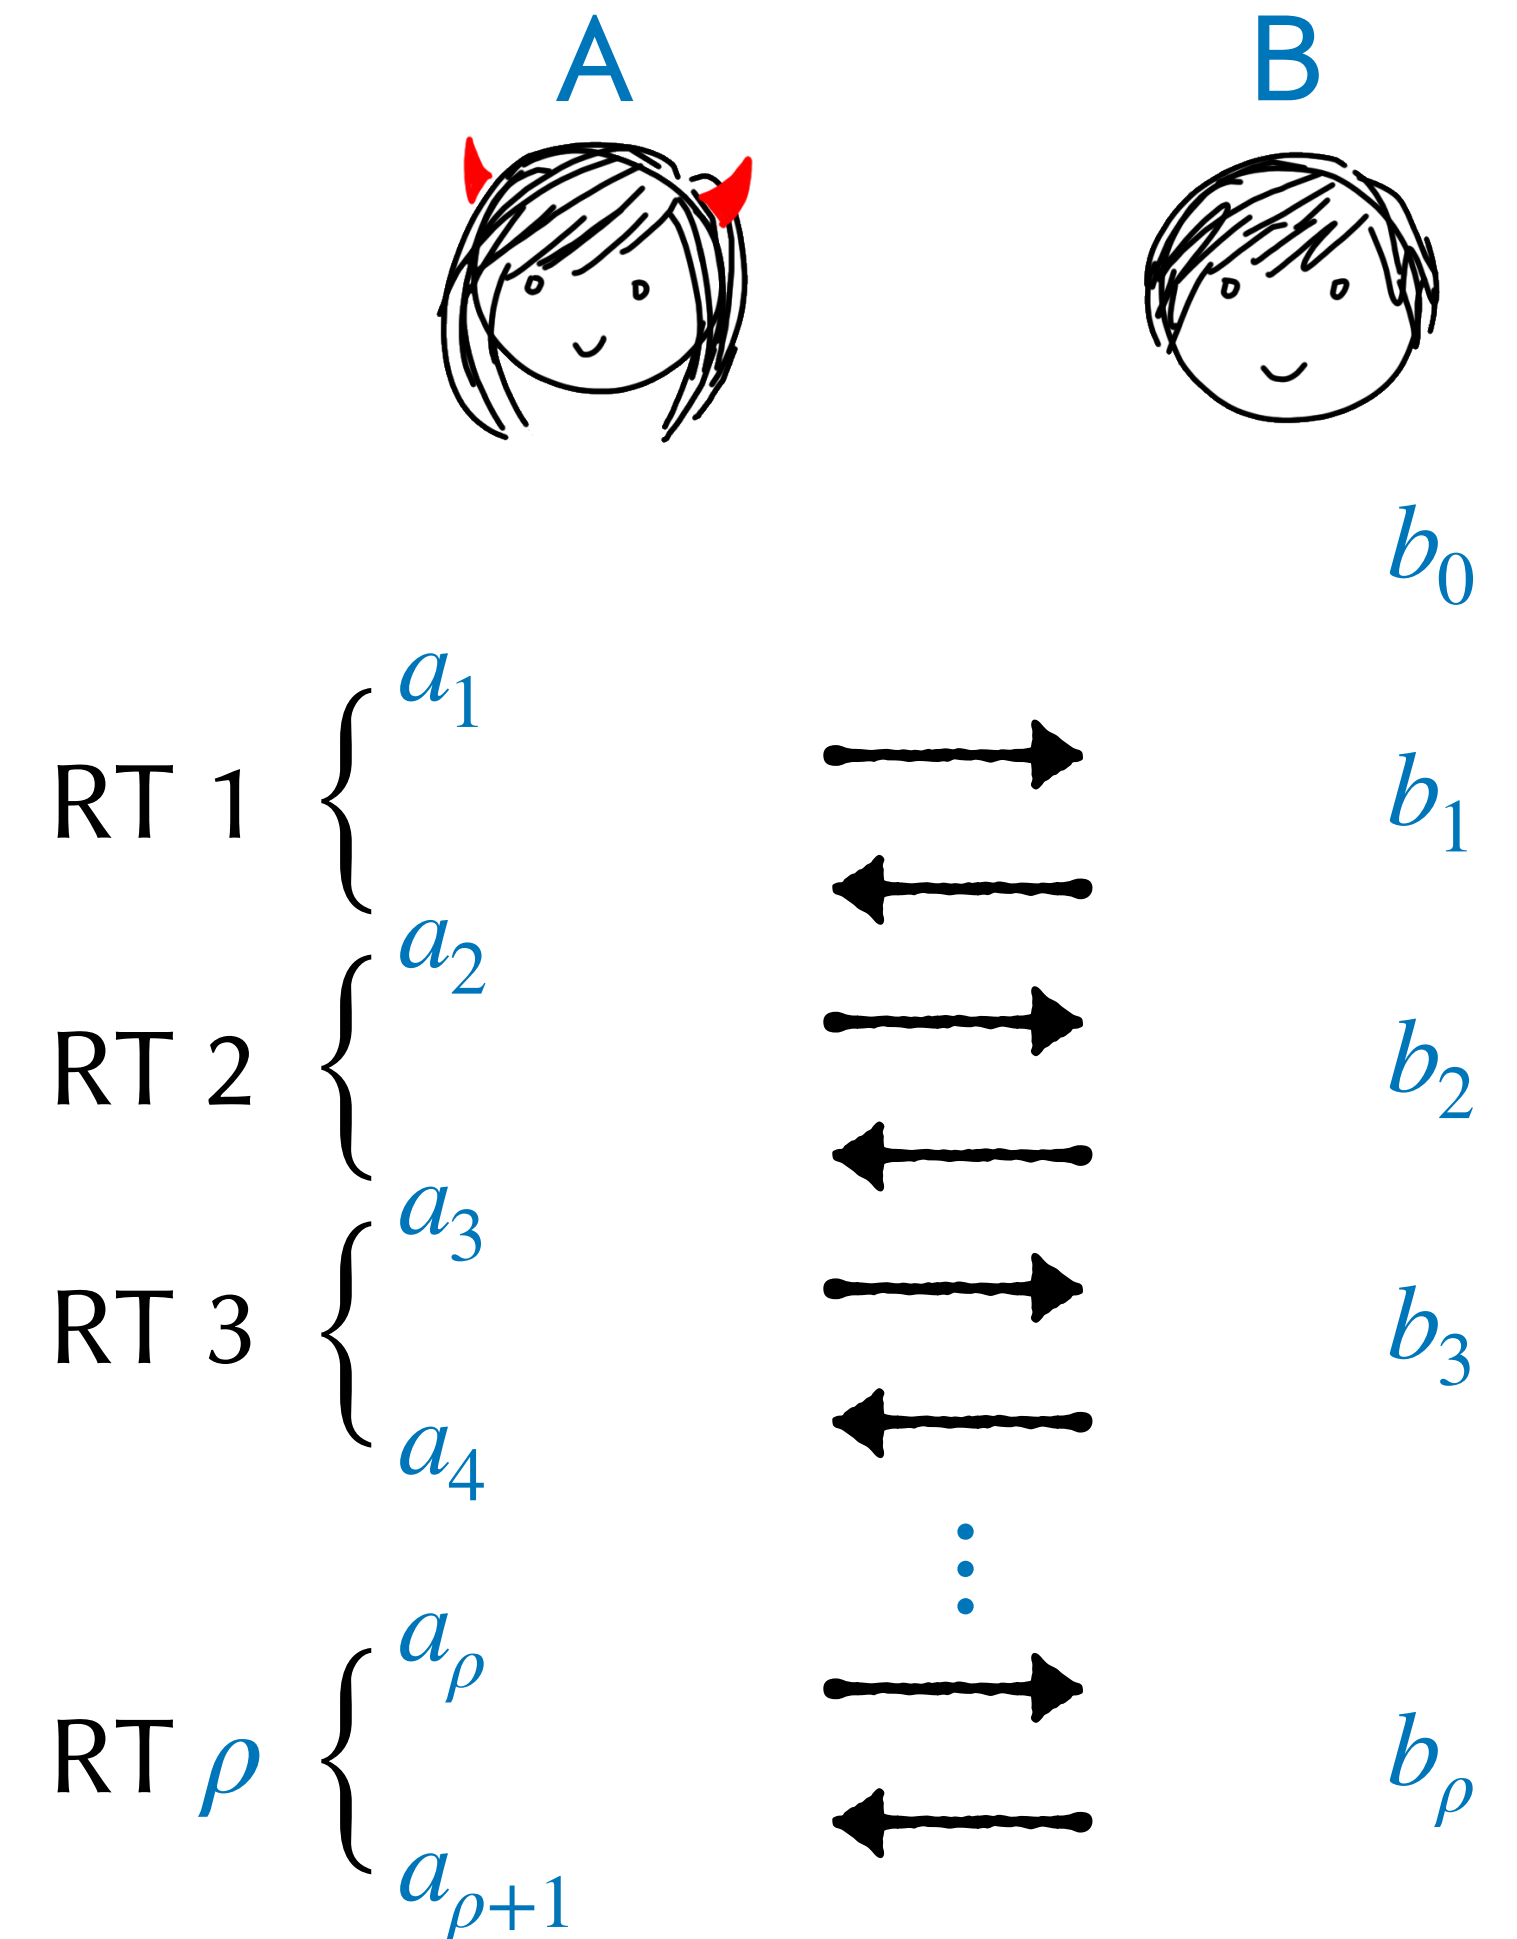 A B
b₀
a₁
RT 1 b₁
a₂
RT 2 b₂
a₃
RT 3 b₃
a₄
⋮
aᵨ
RT ρ bᵨ
aᵨ₊₁